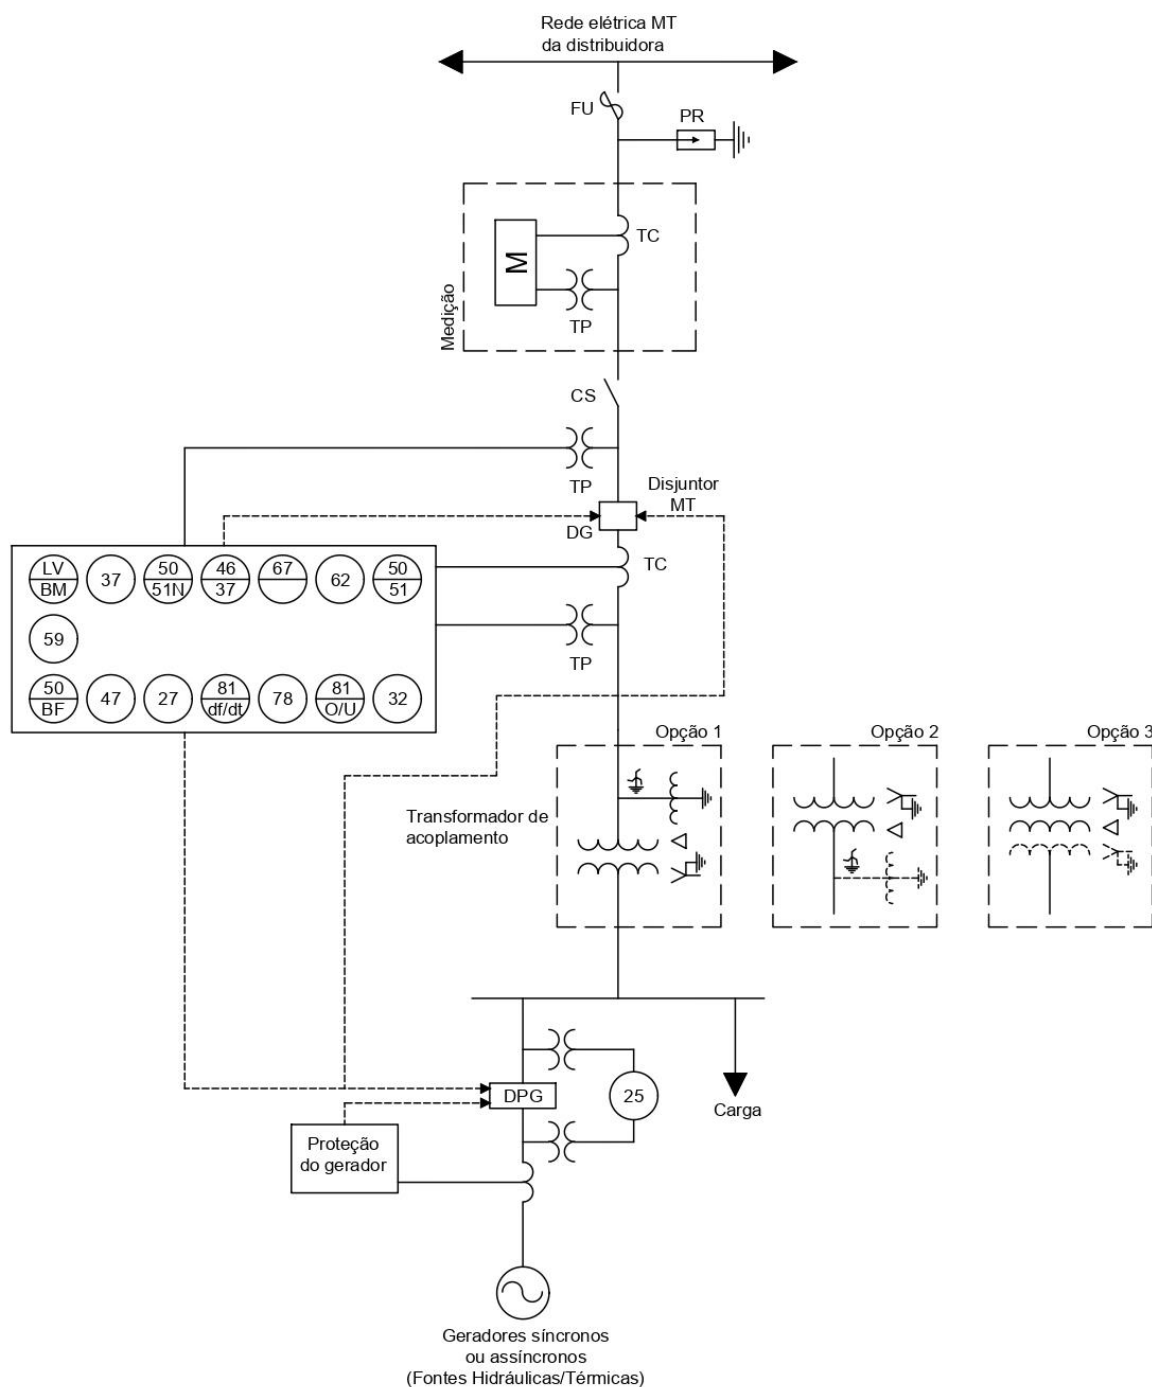 Rede elétrica MT
da distribuidora
FU
PR
TC
M
TP
Medição
CS
TP
Disjuntor
MT
DG
TC
LV
BM
37
50
51N
46
37
67
62
50
51
59
TP
50
BF
47
27
81
df/dt
78
81
O/U
32
Opção 1
Opção 2
Opção 3
Transformador de
acoplamento
DPG
25
Carga
Proteção
do gerador
Geradores síncronos
ou assíncronos
(Fontes Hidráulicas/Térmicas)